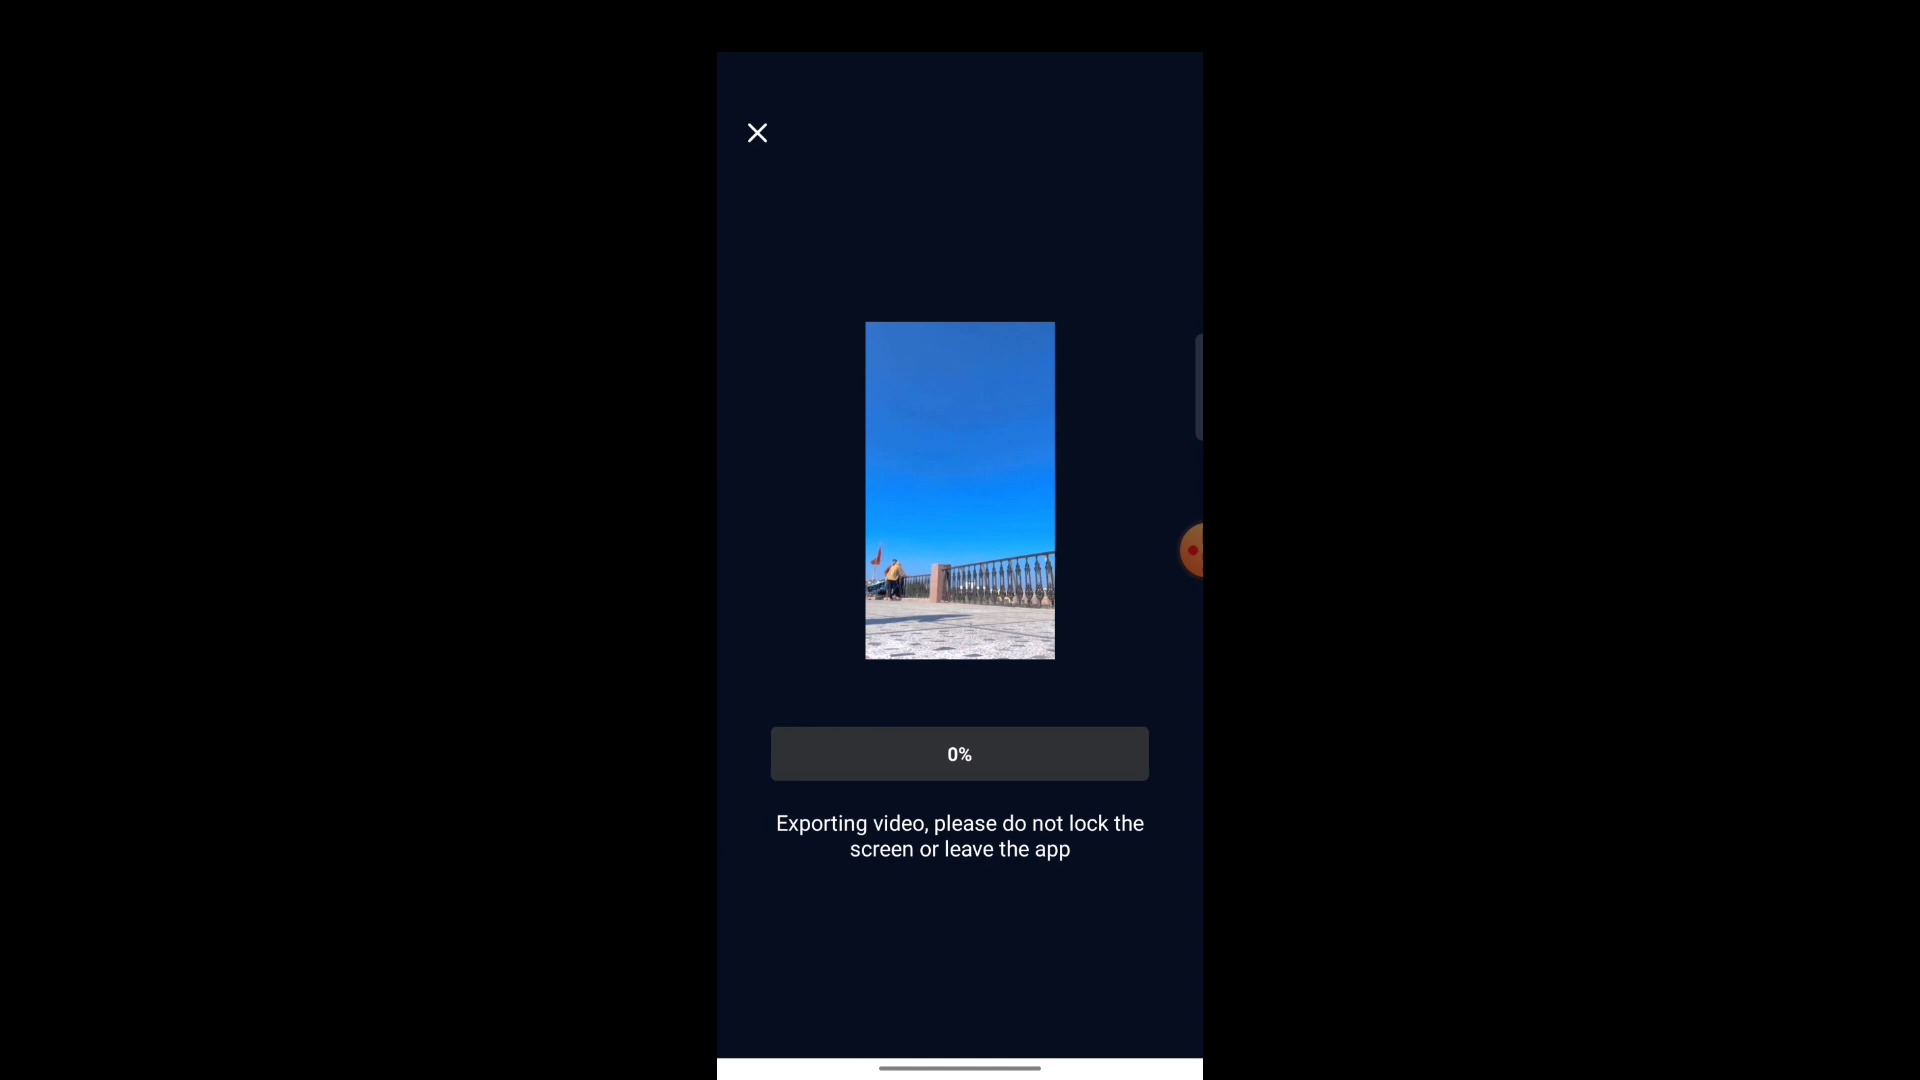 0%
Exporting video, please do not lock the
screen or leave the app